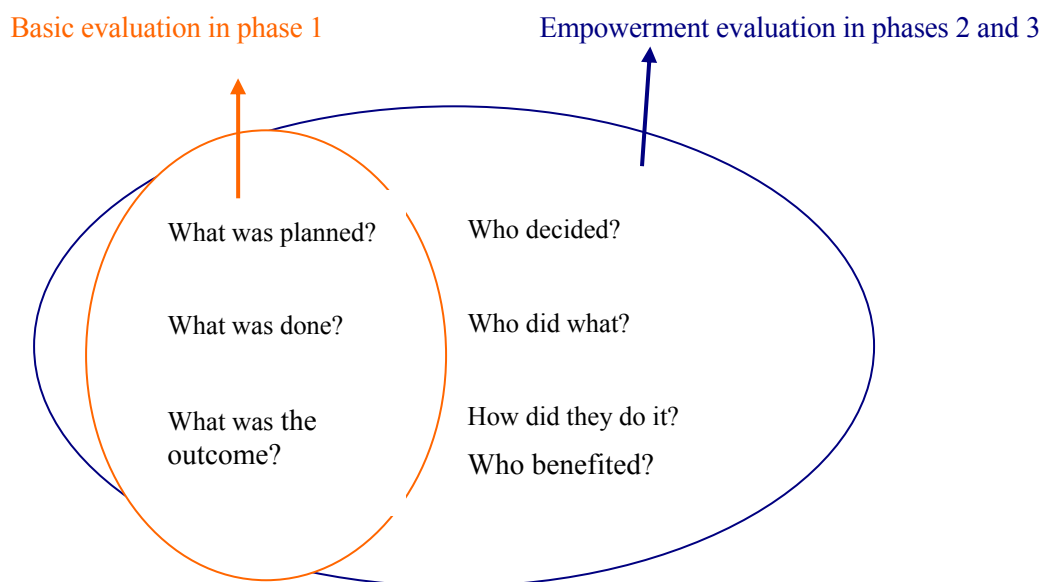 Basic evaluation in phase 1
Empowerment evaluation in phases 2 and 3
What was planned?
Who decided?
What was done?
Who did what?
What was the
outcome?
How did they do it?
Who benefited?